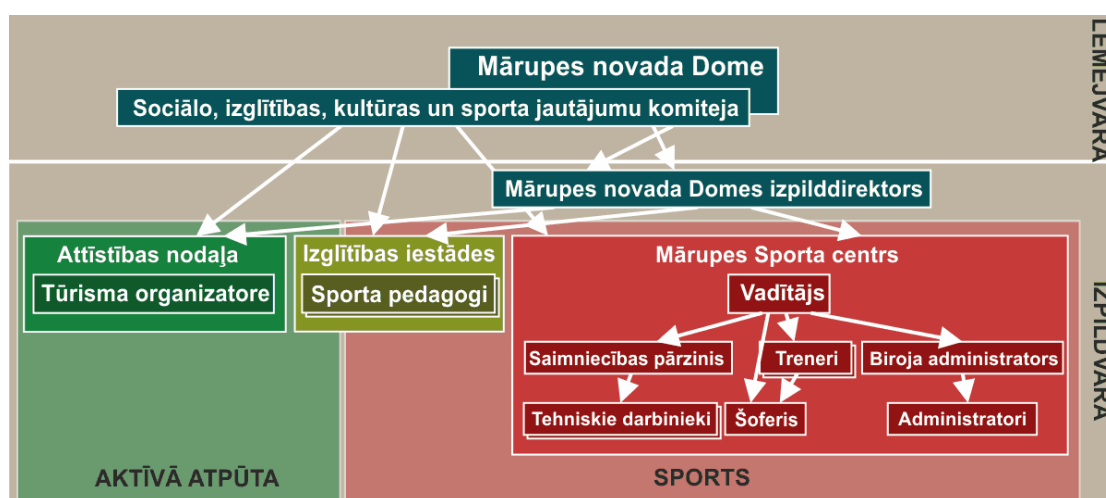 Mārupes novada Dome
Sociālo, izglītības, kultūras un sporta jautājumu komiteja
LĒMĒJVARA
Mārupes novada Domes izpilddirektors
Attīstības nodaļa
Tūrisma organizatore
Izglītības iestādes
Sporta pedagogi
Mārupes Sporta centrs
Vadītājs
Saimniecības pārzinis
Treneri
Biroja administrators
Tehniskie darbinieki
Šoferis
Administratori
IZPILDVARA
AKTĪVĀ ATPŪTA
SPORTS